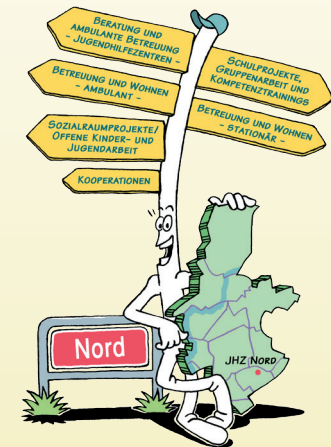 BERATUNG UND
AMBULANTE BETREUUNG
- JUGENDHILFEZENTREN -
SCHULPROJEKTE,
GRUPPENARBEIT UND
KOMPETENZTRAININGS
BETREUUNG UND WOHNEN
- AMBULANT -
BETREUUNG UND WOHNEN
- STATIONÄR -
SOZIALRAUMPROJEKTE/
OFFENE KINDER- UND
JUGENDARBEIT
KOOPERATIONEN
Nord
JHZ NORD